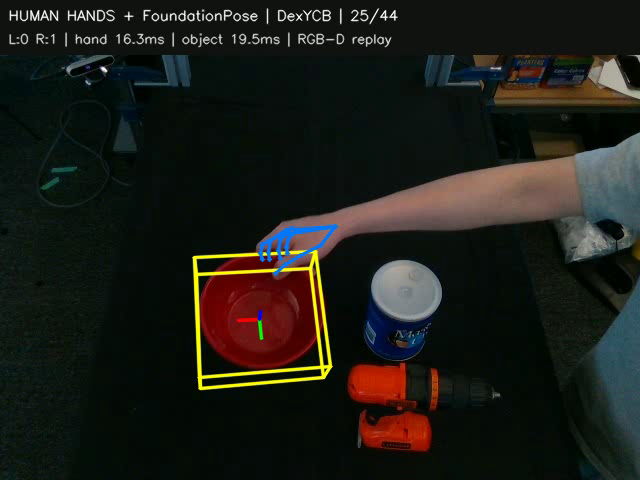 HUMAN HANDS + FoundationPose | DexYCB | 25/44
L:0 R:1 | hand 16.3ms | object 19.5ms | RGB-D replay